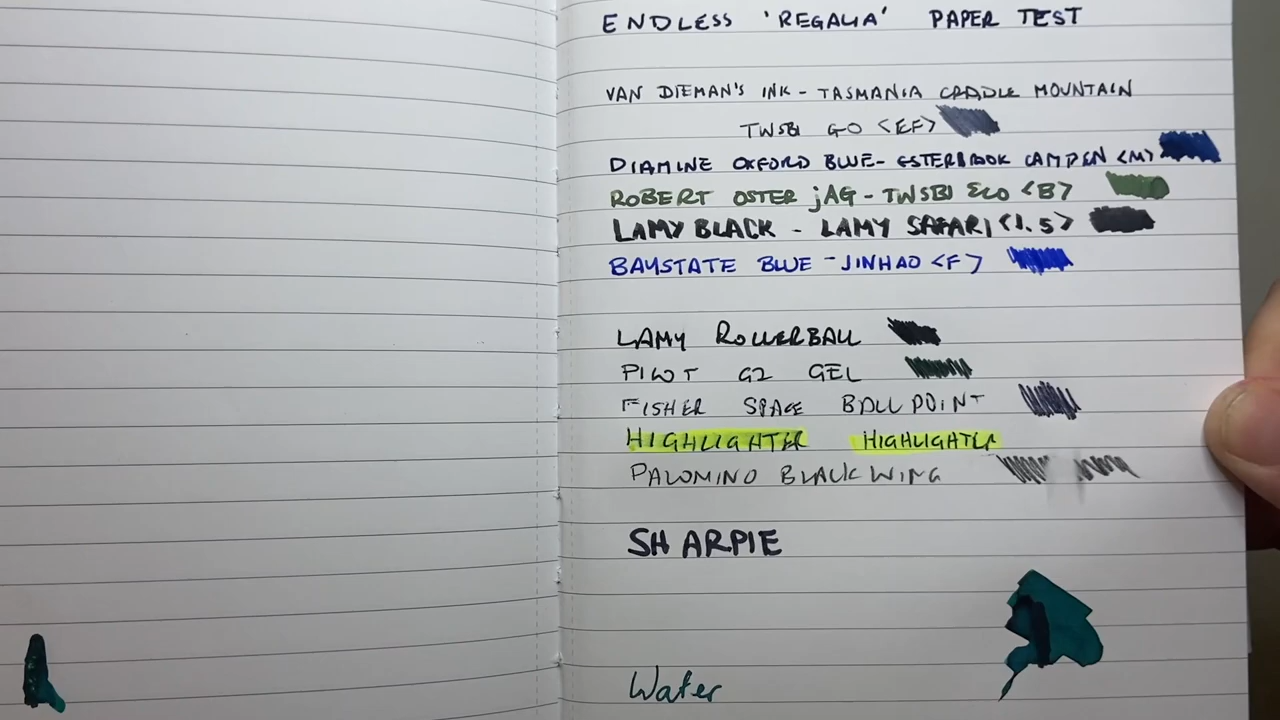 ENDLESS 'REGALIA' PAPER TEST
VAN DIEMAN'S INK - TASMANIA CRADLE MOUNTAIN
TWSBI GO <EF>
DIAMINE OXFORD BLUE - ESTERBROOK CAMDEN <M>
ROBERT OSTER JAG - TWSBI ECO <B>
LAMY BLACK - LAMY SAFARI <1.5>
BAYSTATE BLUE - JINHAO <F>
LAMY ROLLERBALL
PILOT G2 GEL
FISHER SPACE BALLPOINT
HIGHLIGHTER HIGHLIGHTER
PALOMINO BLACKWING
SHARPIE
Water